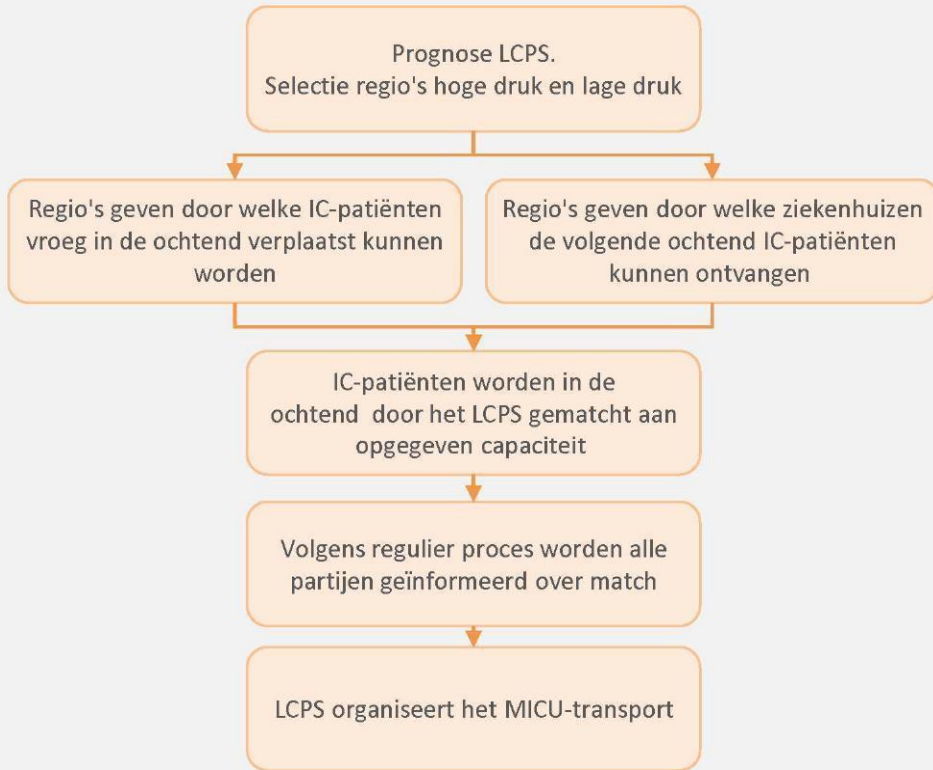 Prognose LCPS.
Selectie regio's hoge druk en lage druk
Regio's geven door welke IC-patiënten
vroeg in de ochtend verplaatst kunnen
worden
Regio's geven door welke ziekenhuizen
de volgende ochtend IC-patiënten
kunnen ontvangen
IC-patiënten worden in de
ochtend door het LCPS gematcht aan
opgegeven capaciteit
Volgens regulier proces worden alle
partijen geïnformeerd over match
LCPS organiseert het MICU-transport